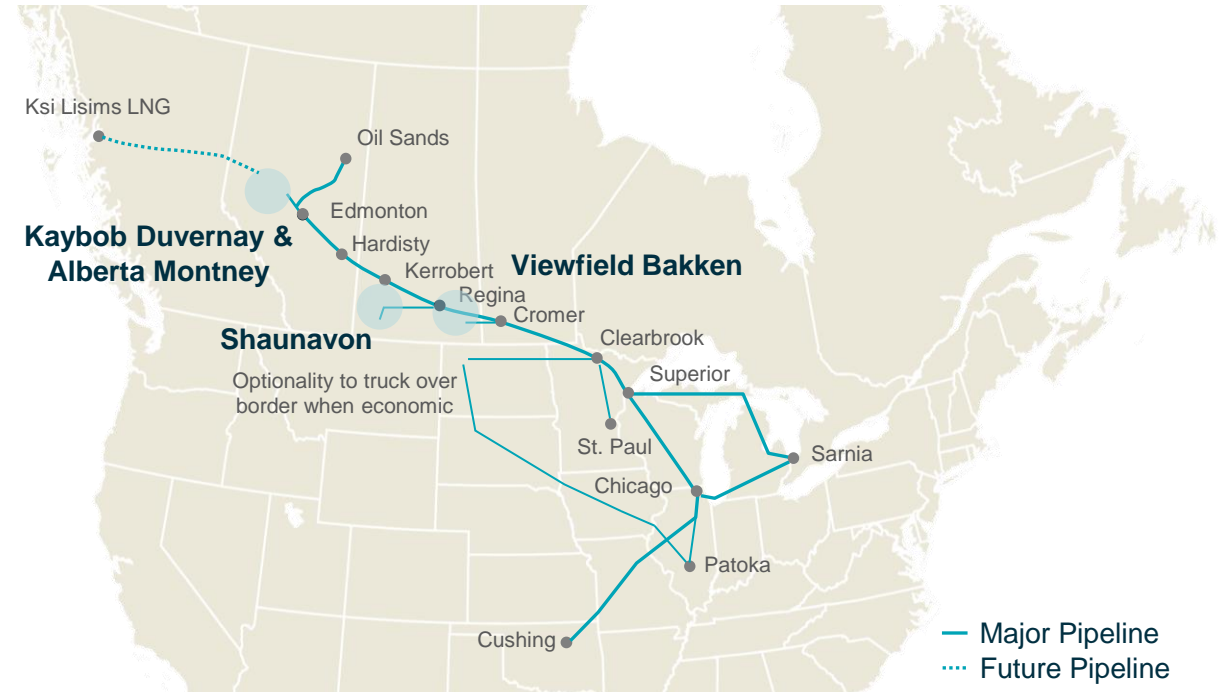 Ksi Lisims LNG
Oil Sands
Edmonton
Kaybob Duvernay &
Alberta Montney
Hardisty
Kerrobert
Viewfield Bakken
Regina
Cromer
Shaunavon
Clearbrook
Optionality to truck over
border when economic
Superior
St. Paul
Sarnia
Chicago
Patoka
Cushing
Major Pipeline
Future Pipeline